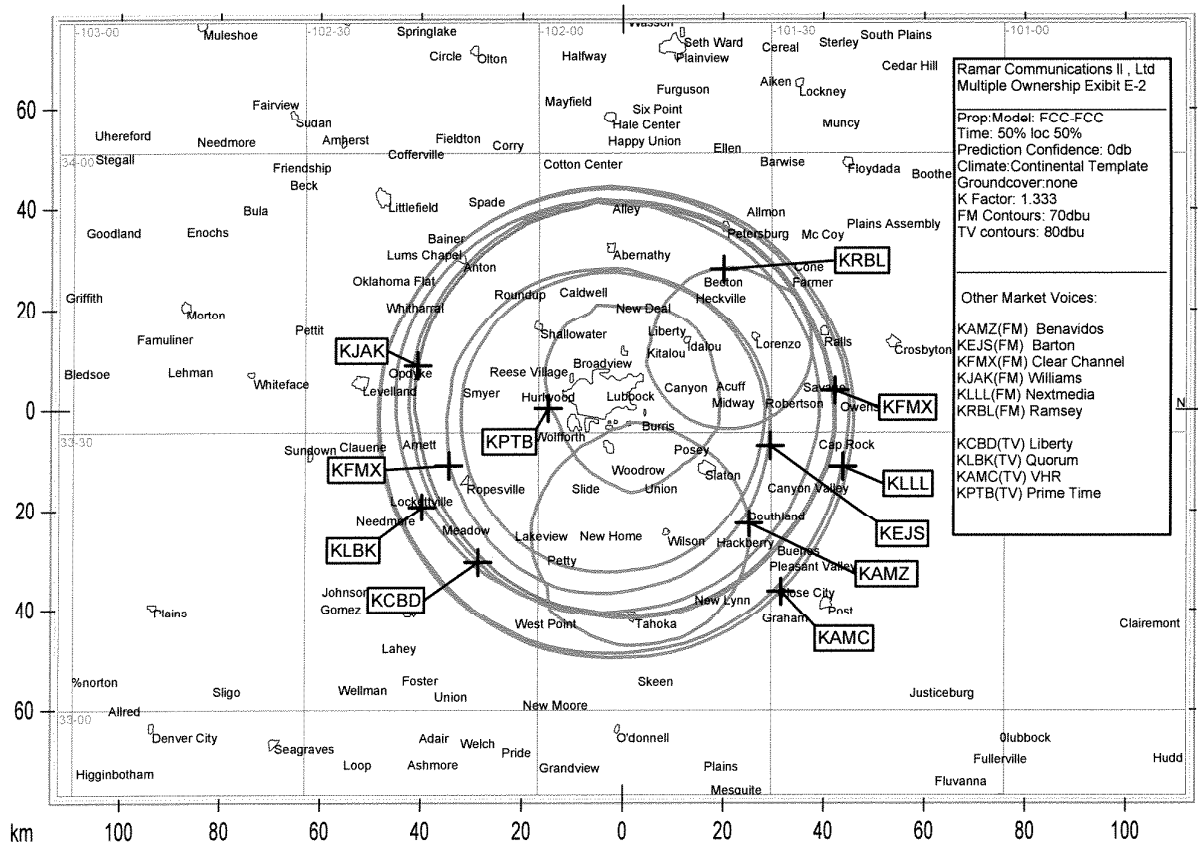 -103-00 -102-30 -102-00 -101-30 -101-00
Muleshoe Springlake Wasson South Plains
Circle Olton Halfway Seth Ward Plainview Cereal Sterley
Cedar Hill
Aiken Lockney
Furguson
Fairview Sudan Mayfield Six Point
Hale Center
Muncy
Uhereford Needmore Amherst Fieldton Corry Happy Union
Ellen
34-00
Stegall Cofferville
Friendship Cotton Center Barwise Floydada Boothe
Beck
Bula Littlefield Spade Alley Allmon
Goodland Enochs Petersburg Mc Coy Plains Assembly
Bainer
Lums Chapel Anton Abernathy KRBL
Cone
Oklahoma Flat Becton Farmer
Griffith Roundup Caldwell Heckville
Morton Whitharral New Deal
Pettit Shallowater Liberty
Famuliner Idalou Lorenzo Ralls
KJAK Kitalou Crosbyton
Broadview
Bledsoe Lehman Opdyke Reese Village
Whiteface Levelland Smyer Hurlwood Lubbock Canyon Acuff
Midway Robertson Owens
KFMX
N
KPTB Wolfforth Burris
33-30
Sundown Clauene Arnett Posey Cap Rock
KFMX Woodrow Slaton KLLL
Ropesville Slide Union Canyon Valley
Lockettville
Needmore Meadow Southland
KEJS
KLBK Lakeview New Home Wilson Hackberry
Petty Pleasant Valley KAMZ
KCBD
Gomez New Lynn
Plains Post
West Point Tahoka Graham Clairemont
KAMC
Lahey
%norton Foster Skeen
Sligo Wellman Union Justiceburg
Allred New Moore
33-00
Denver City Seagraves Adair Welch O'donnell
Pride Fullerville Hudd
Higginbotham Loop Ashmore Grandview Plains
Fluvanna
Mesquite
60
40
20
0
20
40
60
km 100 80 60 40 20 0 20 40 60 80 100
Ramar Communications II , Ltd
Multiple Ownership Exibit E-2
Prop:Model: FCC-FCC
Time: 50% loc 50%
Prediction Confidence: 0db
Climate:Continental Template
Groundcover:none
K Factor: 1.333
FM Contours: 70dbu
TV contours: 80dbu
Other Market Voices:
KAMZ(FM) Benavidos
KEJS(FM) Barton
KFMX(FM) Clear Channel
KJAK(FM) Williams
KLLL(FM) Nextmedia
KRBL(FM) Ramsey
KCBD(TV) Liberty
KLBK(TV) Quorum
KAMC(TV) VHR
KPTB(TV) Prime Time